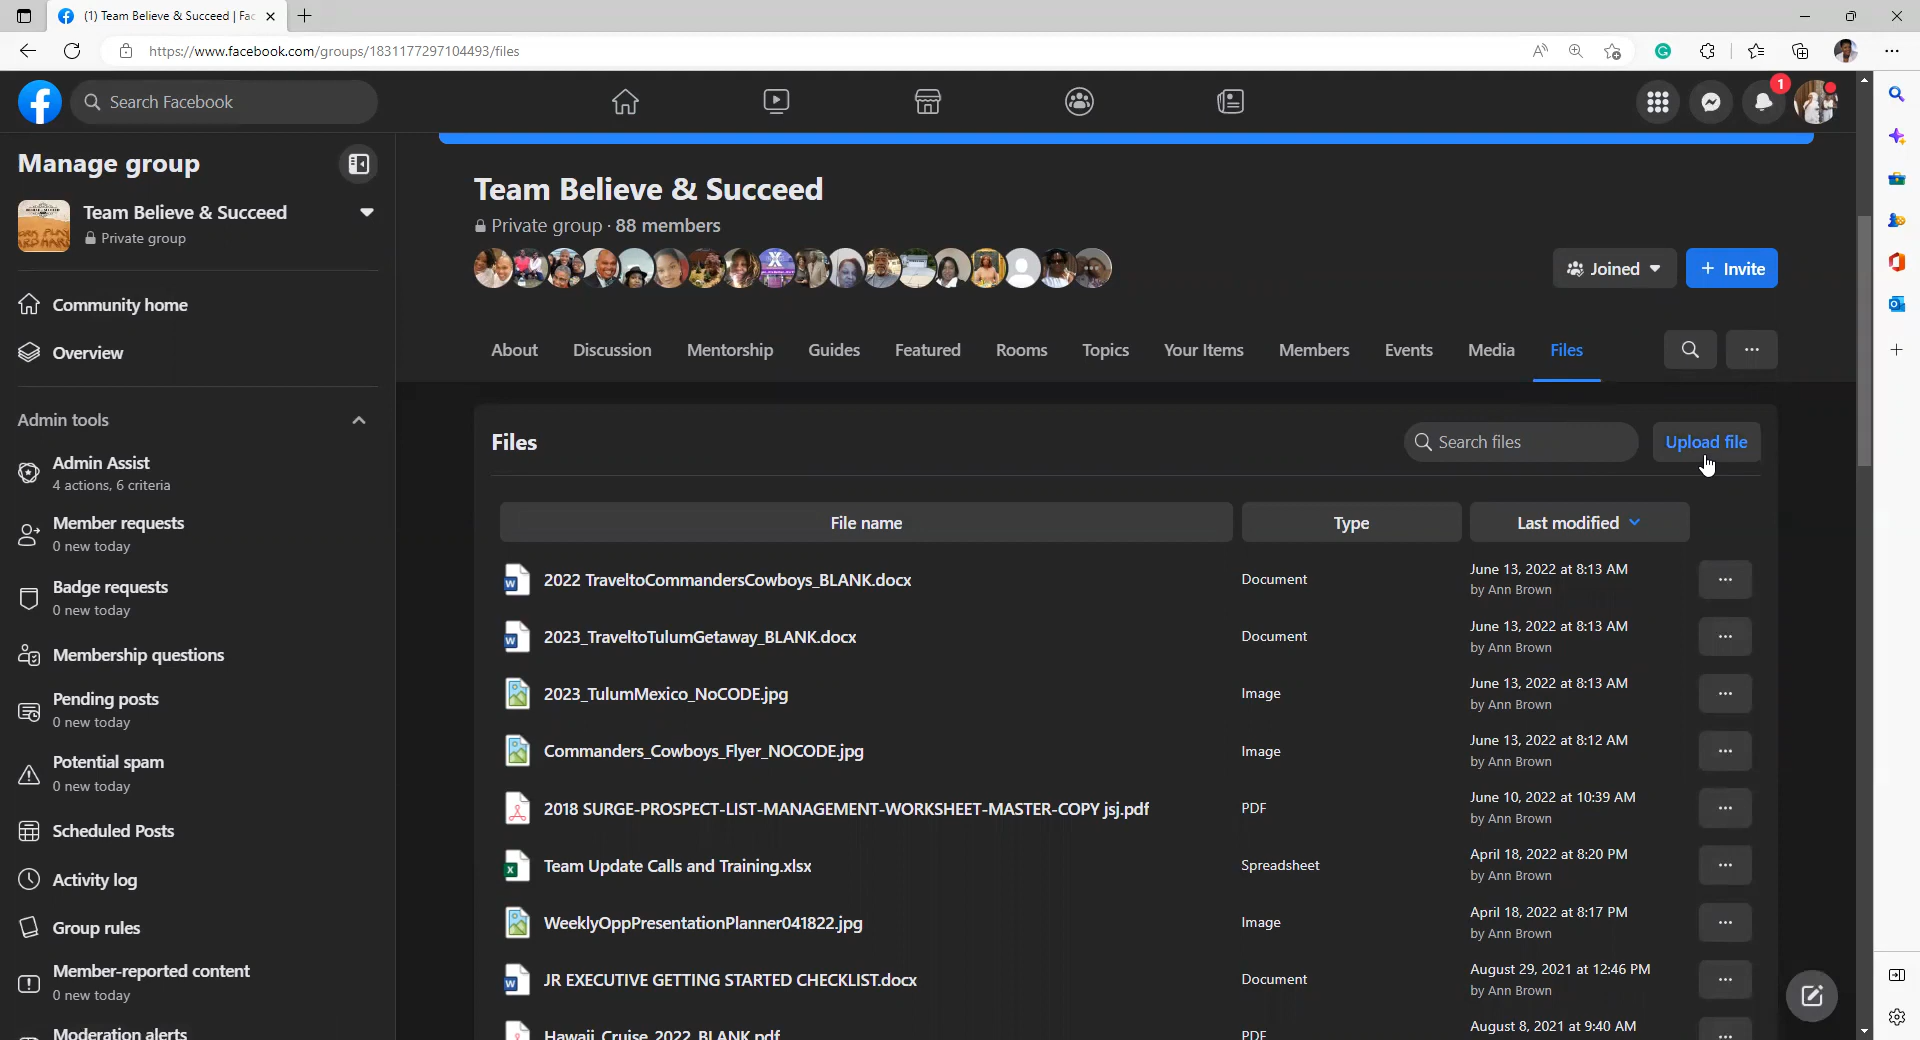 (1) Team Believe & Succeed | Fac
https://www.facebook.com/groups/1831177297104493/files
Search Facebook
1
Manage group
Team Believe & Succeed
Private group
Community home
Overview
Admin tools
Admin Assist
4 actions, 6 criteria
Member requests
0 new today
Badge requests
0 new today
Membership questions
Pending posts
0 new today
Potential spam
0 new today
Scheduled Posts
Activity log
Group rules
Member-reported content
0 new today
Moderation alerts
Team Believe & Succeed
Private group · 88 members
Joined
+ Invite
About Discussion Mentorship Guides Featured Rooms Topics Your Items Members Events Media Files
Files
Search files
Upload file
File name Type Last modified
2022 TraveltoCommandersCowboys_BLANK.docx Document June 13, 2022 at 8:13 AM
by Ann Brown
2023_TraveltoTulumGetaway_BLANK.docx Document June 13, 2022 at 8:13 AM
by Ann Brown
2023_TulumMexico_NoCODE.jpg Image June 13, 2022 at 8:13 AM
by Ann Brown
Commanders_Cowboys_Flyer_NOCODE.jpg Image June 13, 2022 at 8:12 AM
by Ann Brown
2018 SURGE-PROSPECT-LIST-MANAGEMENT-WORKSHEET-MASTER-COPY jsj.pdf PDF June 10, 2022 at 10:39 AM
by Ann Brown
Team Update Calls and Training.xlsx Spreadsheet April 18, 2022 at 8:20 PM
by Ann Brown
WeeklyOppPresentationPlanner041822.jpg Image April 18, 2022 at 8:17 PM
by Ann Brown
JR EXECUTIVE GETTING STARTED CHECKLIST.docx Document August 29, 2021 at 12:46 PM
by Ann Brown
Hawaii_Cruise_2022_BLANK.pdf PDF August 8, 2021 at 9:40 AM